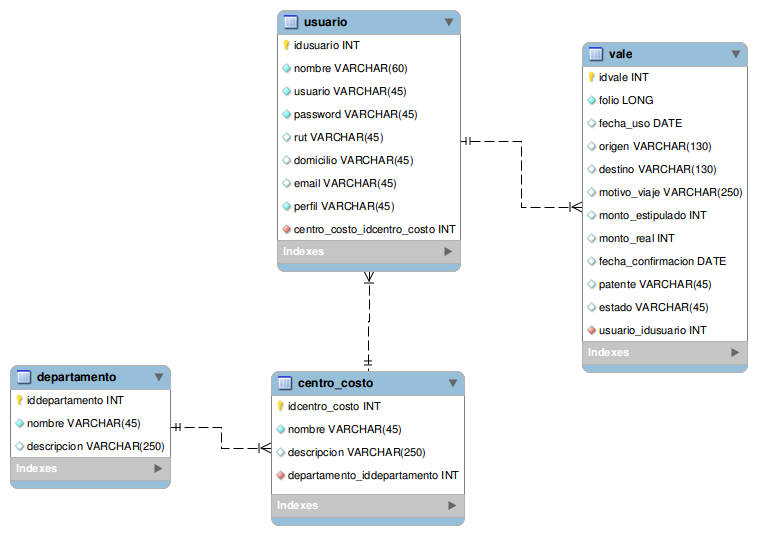 usuario
idusuario INT
nombre VARCHAR(60)
usuario VARCHAR(45)
password VARCHAR(45)
rut VARCHAR(45)
domicilio VARCHAR(45)
email VARCHAR(45)
perfil VARCHAR(45)
centro_costo_idcentro_costo INT
Indexes
vale
idvale INT
folio LONG
fecha_uso DATE
origen VARCHAR(130)
destino VARCHAR(130)
motivo_viaje VARCHAR(250)
monto_estipulado INT
monto_real INT
fecha_confirmacion DATE
patente VARCHAR(45)
estado VARCHAR(45)
usuario_idusuario INT
Indexes
departamento
iddepartamento INT
nombre VARCHAR(45)
descripcion VARCHAR(250)
Indexes
centro_costo
idcentro_costo INT
nombre VARCHAR(45)
descripcion VARCHAR(250)
departamento_iddepartamento INT
Indexes